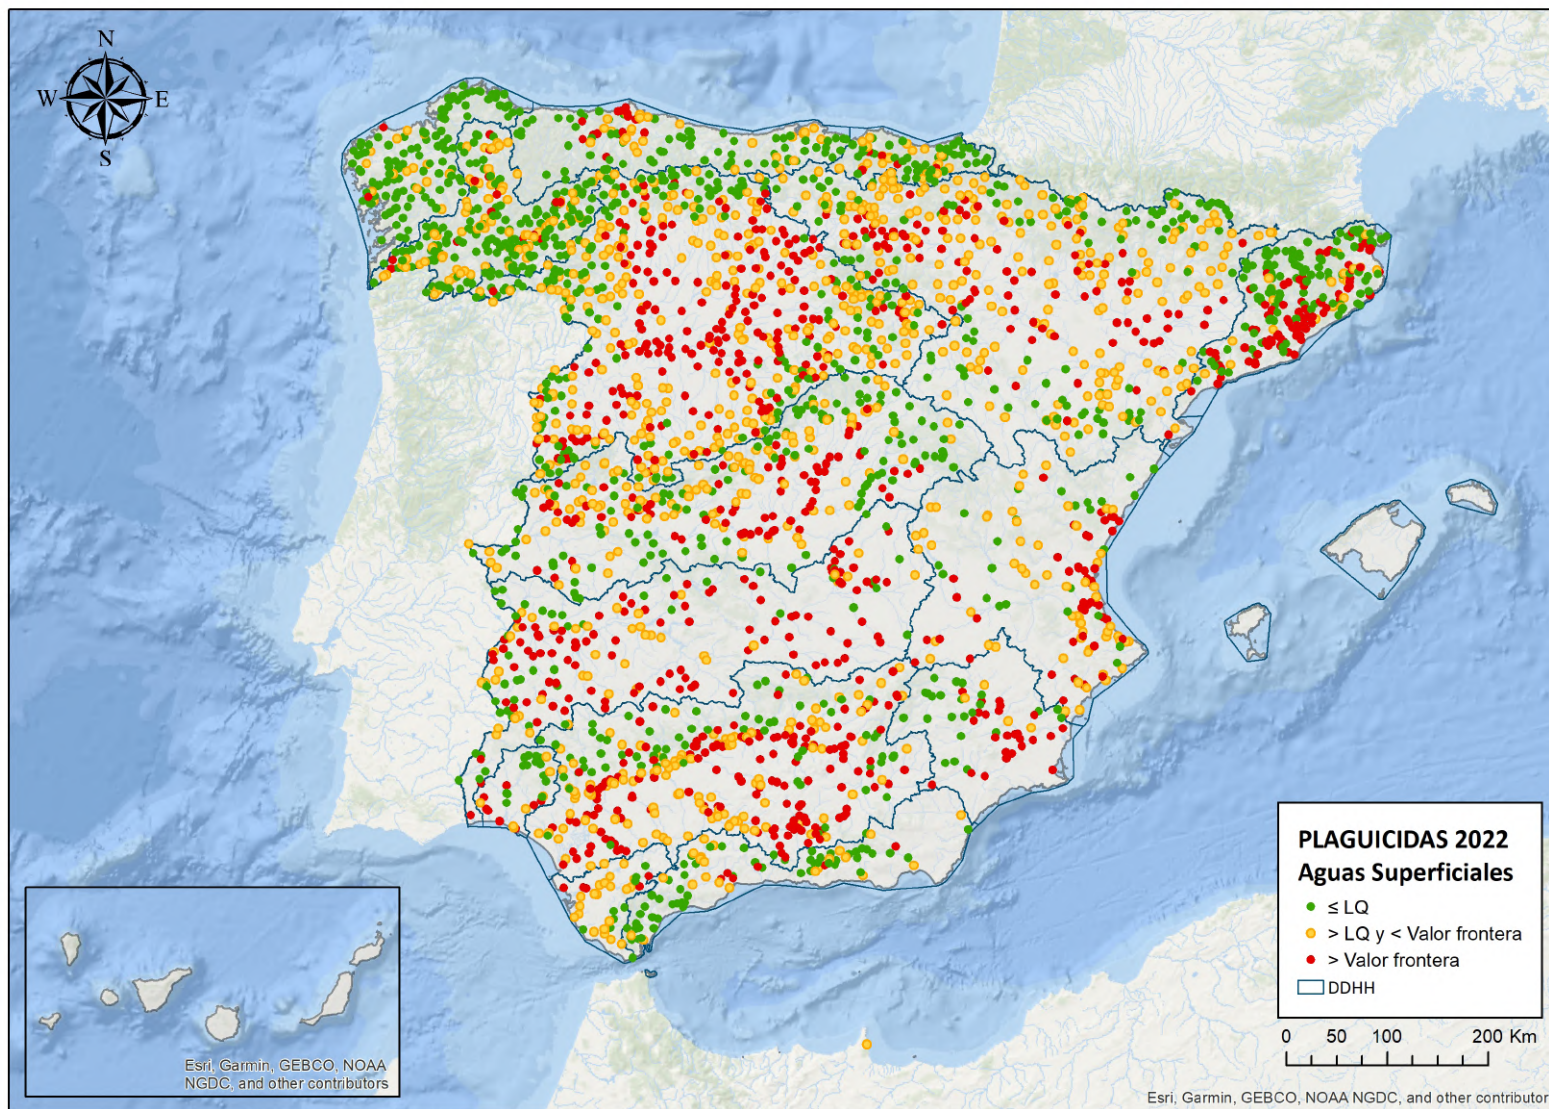 N
W
E
S
PLAGUICIDAS 2022
Aguas Superficiales
≤ LQ
> LQ y < Valor frontera
> Valor frontera
DDHH
0 50 100 200 Km
Esri, Garmin, GEBCO, NOAA
NGDC, and other contributors
Esri, Garmin, GEBCO, NOAA NGDC, and other contributor